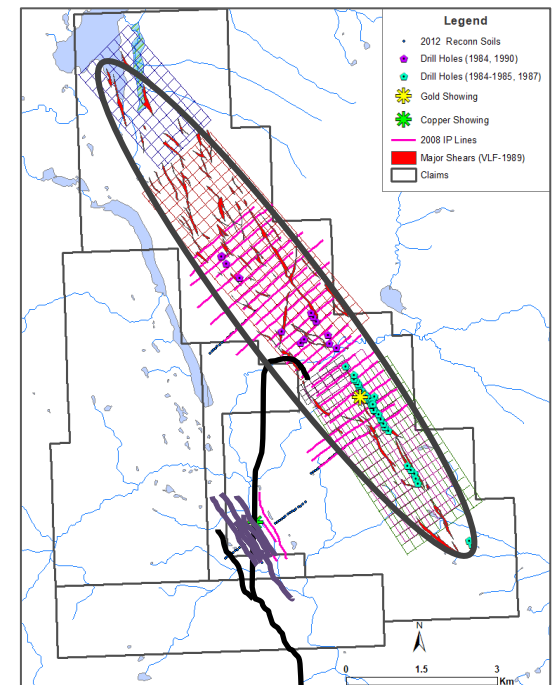 Legend
2012 Reconn Soils
Drill Holes (1984, 1990)
Drill Holes (1984-1985, 1987)
Gold Showing
Copper Showing
2008 IP Lines
Major Shears (VLF-1989)
Claims
N
0 1.5 3
Km